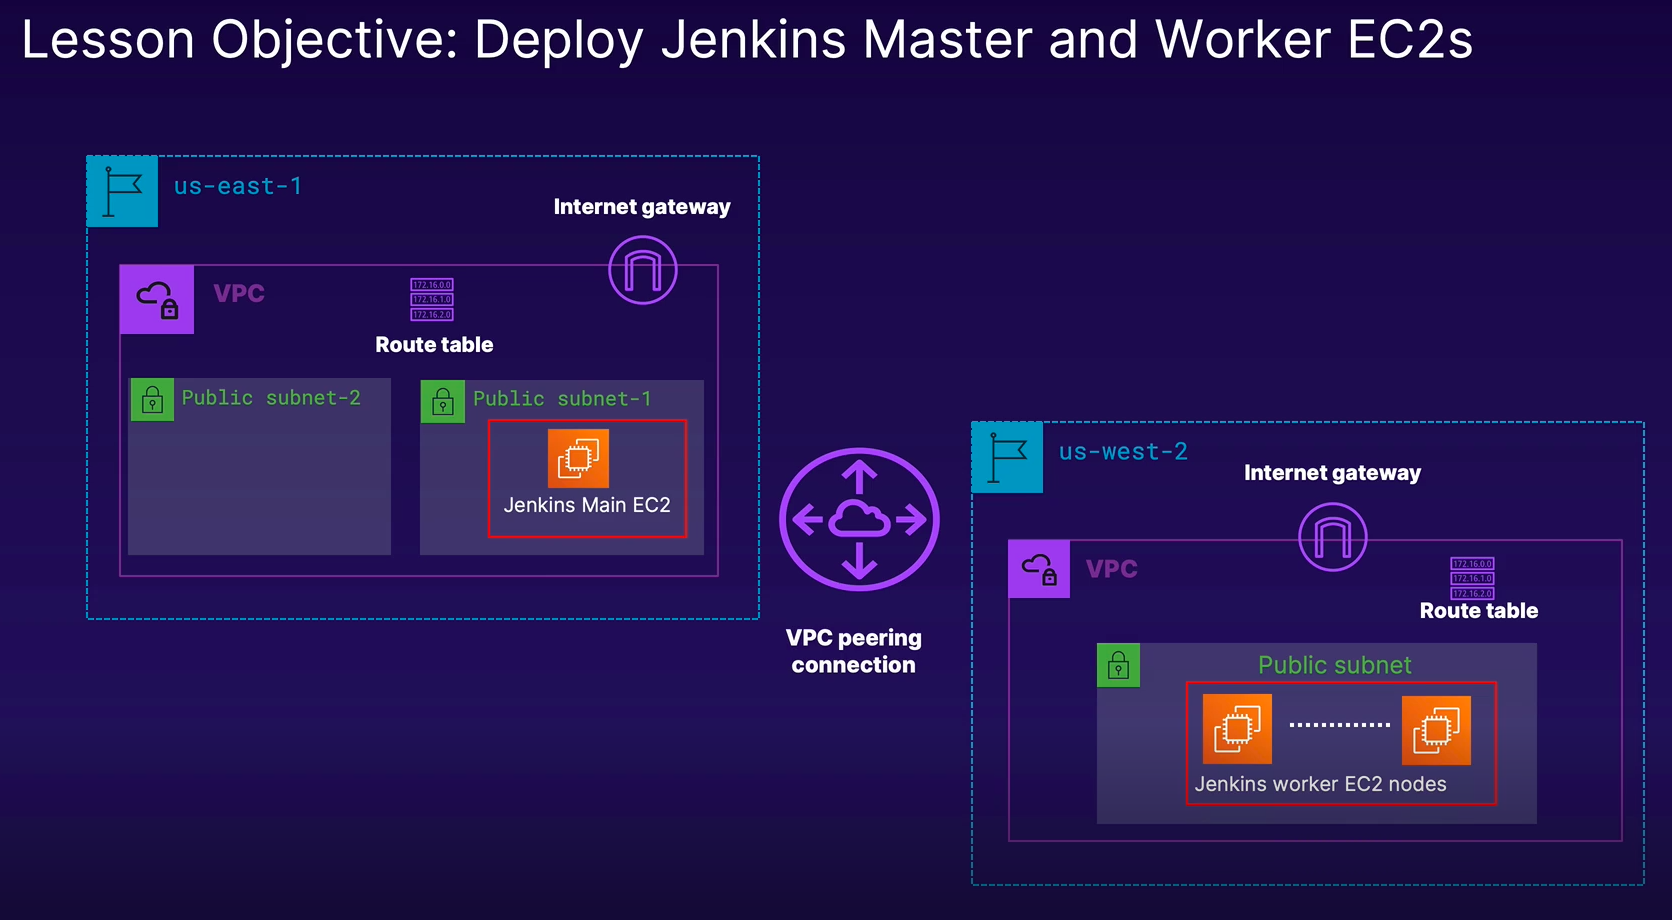 Lesson Objective: Deploy Jenkins Master and Worker EC2s
us-east-1
Internet gateway
VPC
172.16.0.0
172.16.1.0
172.16.2.0
Route table
Public subnet-2
Public subnet-1
Jenkins Main EC2
VPC peering
connection
us-west-2
Internet gateway
VPC
172.16.0.0
172.16.1.0
172.16.2.0
Route table
Public subnet
Jenkins worker EC2 nodes